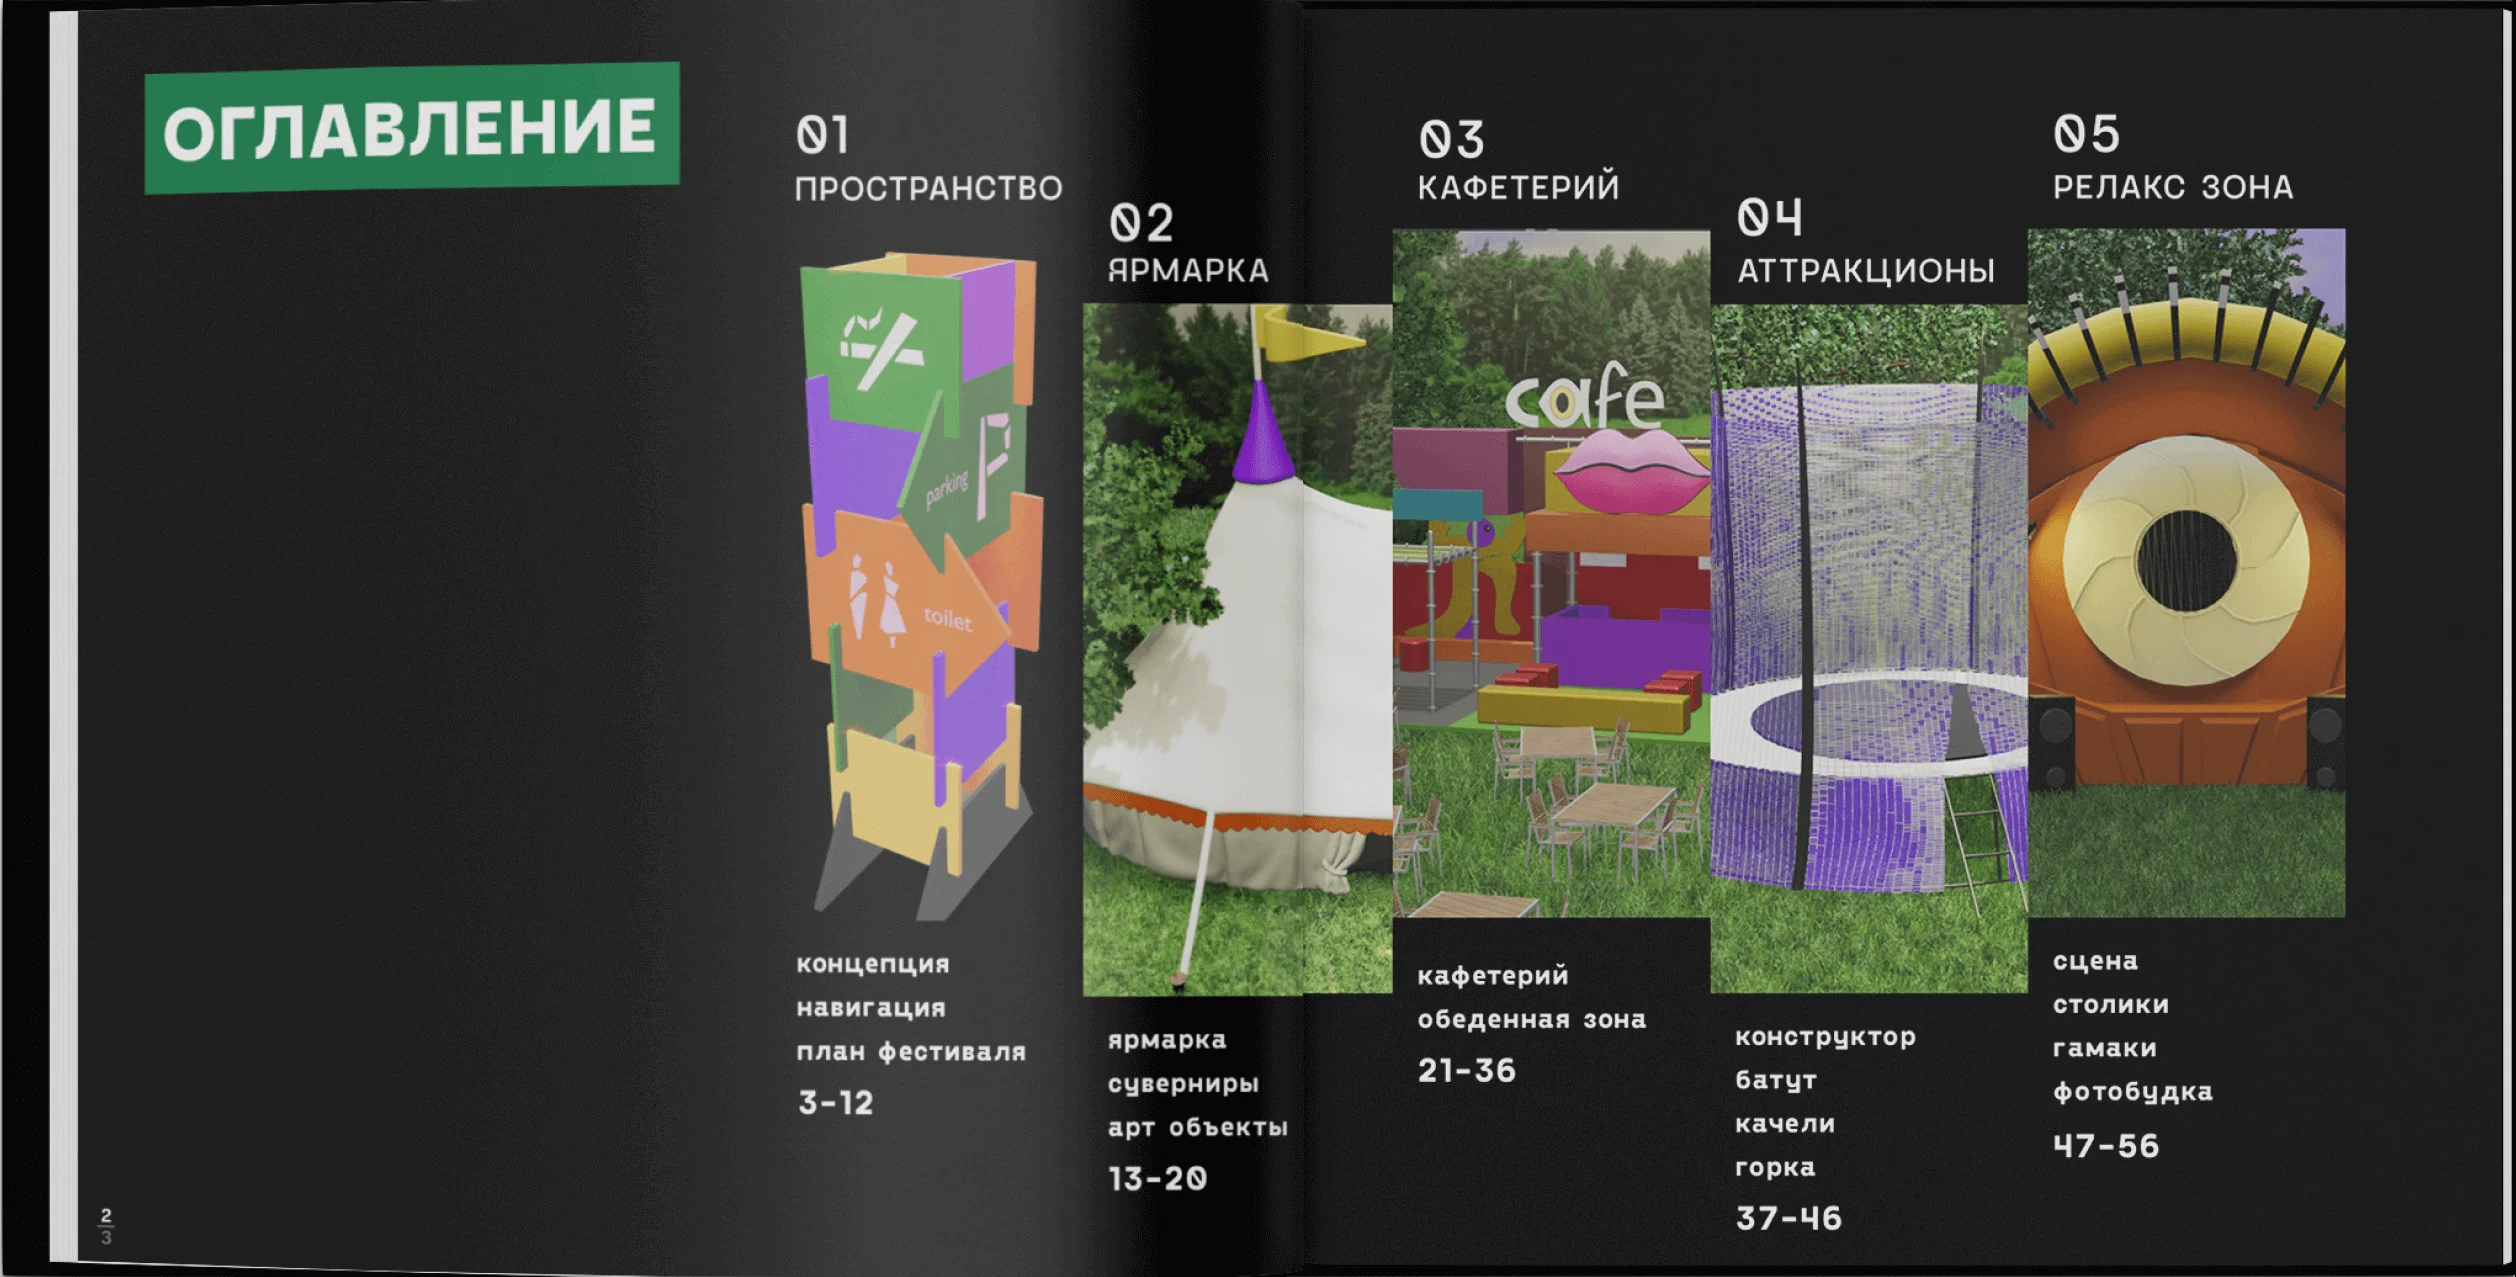 ОГЛАВЛЕНИЕ
01
ПРОСТРАНСТВО
parking
P
toilet
концепция
навигация
план фестиваля
3-12
02
ЯРМАРКА
ярмарка
суверниры
арт объекты
13-20
03
КАФЕТЕРИЙ
cafe
кафетерий
обеденная зона
21-36
04
АТТРАКЦИОНЫ
конструктор
батут
качели
горка
37-46
05
РЕЛАКС ЗОНА
сцена
столики
гамаки
фотобудка
47-56
2
3